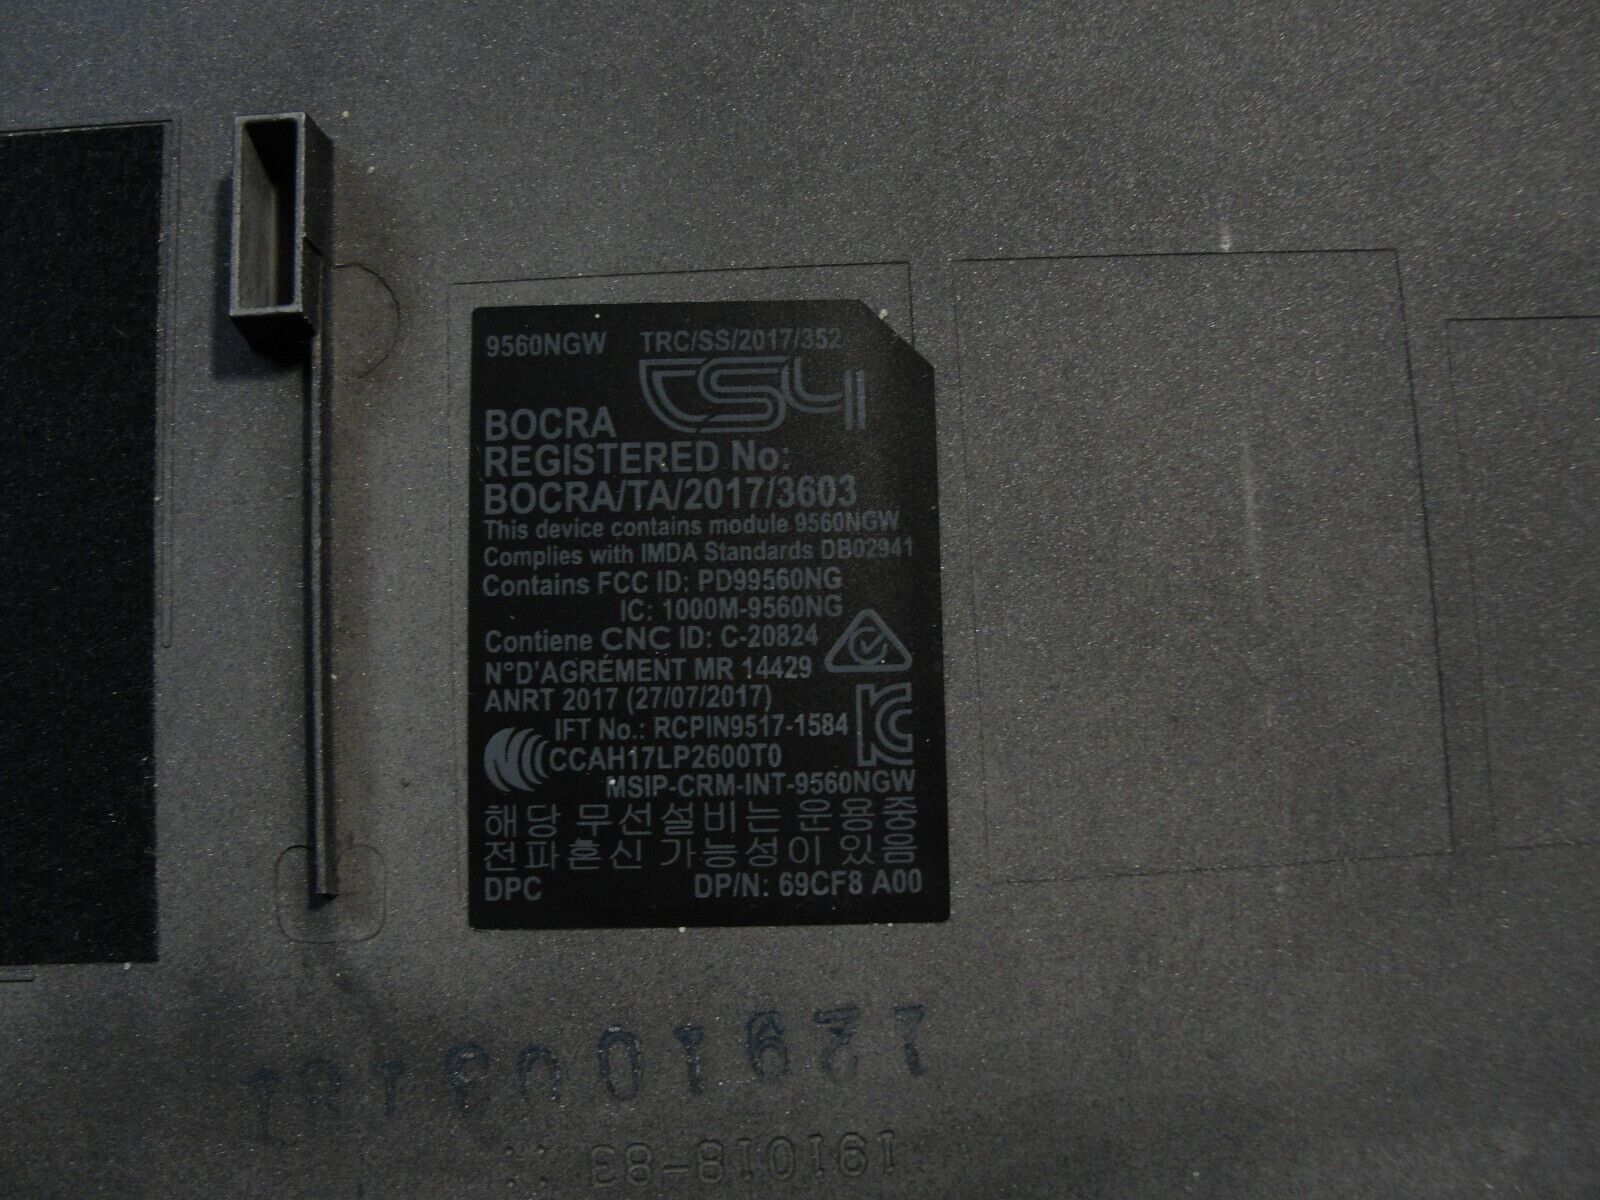 9560NGW TRC/SS/2017/352
BOCRA
REGISTERED No:
BOCRA/TA/2017/3603
This device contains module 9560NGW
Complies with IMDA Standards DB02941
Contains FCC ID: PD99560NG
IC: 1000M-9560NG
Contiene CNC ID: C-20824
N°D'AGRÉMENT MR 14429
ANRT 2017 (27/07/2017)
IFT No.: RCPIN9517-1584
CCAH17LP2600T0
MSIP-CRM-INT-9560NGW
해당 무선설비는 운용중
전파혼신 가능성이 있음
DPC DP/N: 69CF8 A00
191018-83